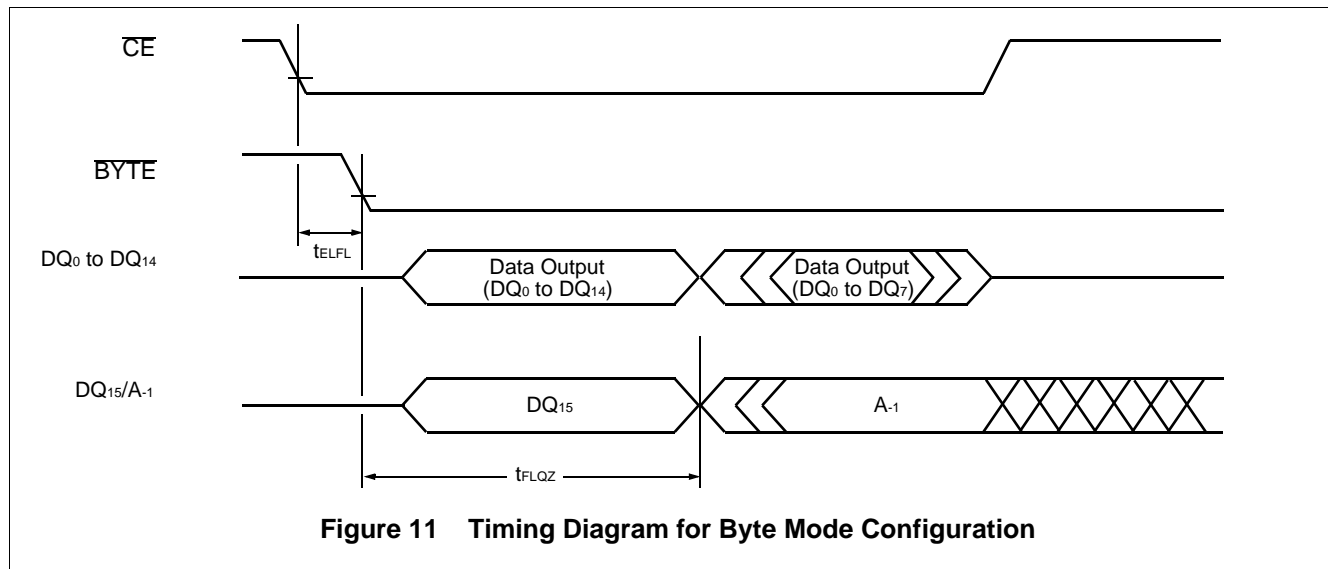 CE
BYTE
tELFL
DQ0 to DQ14
Data Output
(DQ0 to DQ14)
Data Output
(DQ0 to DQ7)
DQ15/A-1
DQ15
A-1
tFLQZ
Figure 11 Timing Diagram for Byte Mode Configuration